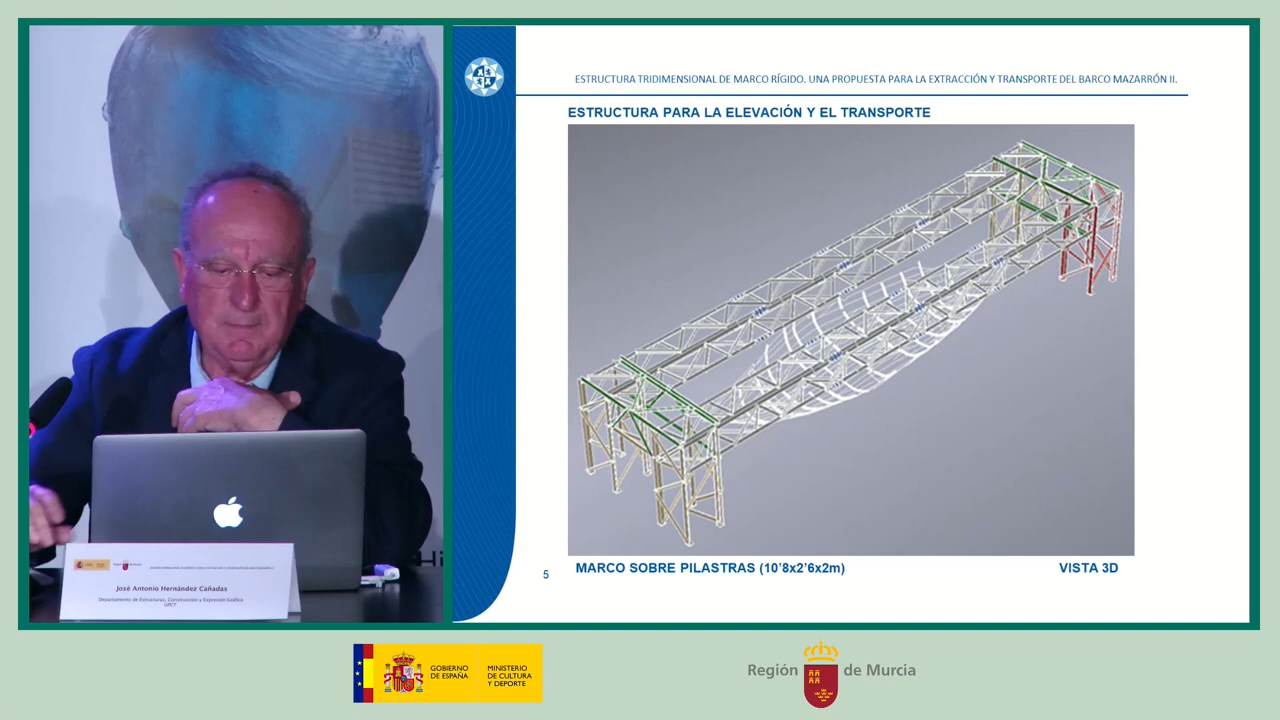 ESTRUCTURA TRIDIMENSIONAL DE MARCO RÍGIDO. UNA PROPUESTA PARA LA EXTRACCIÓN Y TRANSPORTE DEL BARCO MAZARRÓN II.
ESTRUCTURA PARA LA ELEVACIÓN Y EL TRANSPORTE
5
MARCO SOBRE PILASTRAS (10'8x2'6x2m)
VISTA 3D
José Antonio Hernández Cañadas
Departamento de Estructuras, Construcción y Expresión Gráfica
UPCT
GOBIERNO
DE ESPAÑA
MINISTERIO
DE CULTURA
Y DEPORTE
Región de Murcia